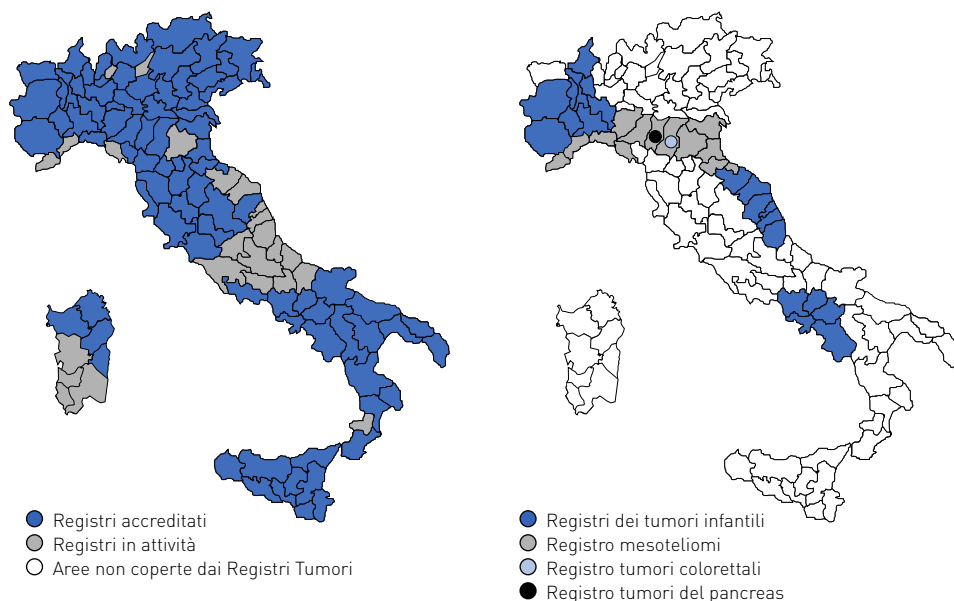 Registri accreditati
Registri in attività
Aree non coperte dai Registri Tumori
Registri dei tumori infantili
Registro mesoteliomi
Registro tumori colorettali
Registro tumori del pancreas